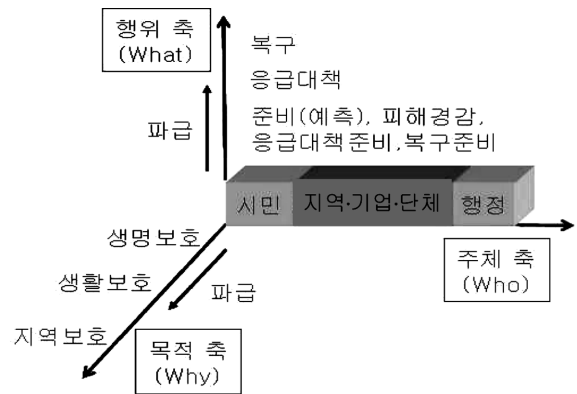 행위 축
(What)
복구
응급대책
준비(예측), 피해경감,
응급대책준비,복구준비
파급
시민
지역·기업·단체
행정
생명보호
생활보호
지역보호
파급
주체 축
(Who)
목적 축
(Why)